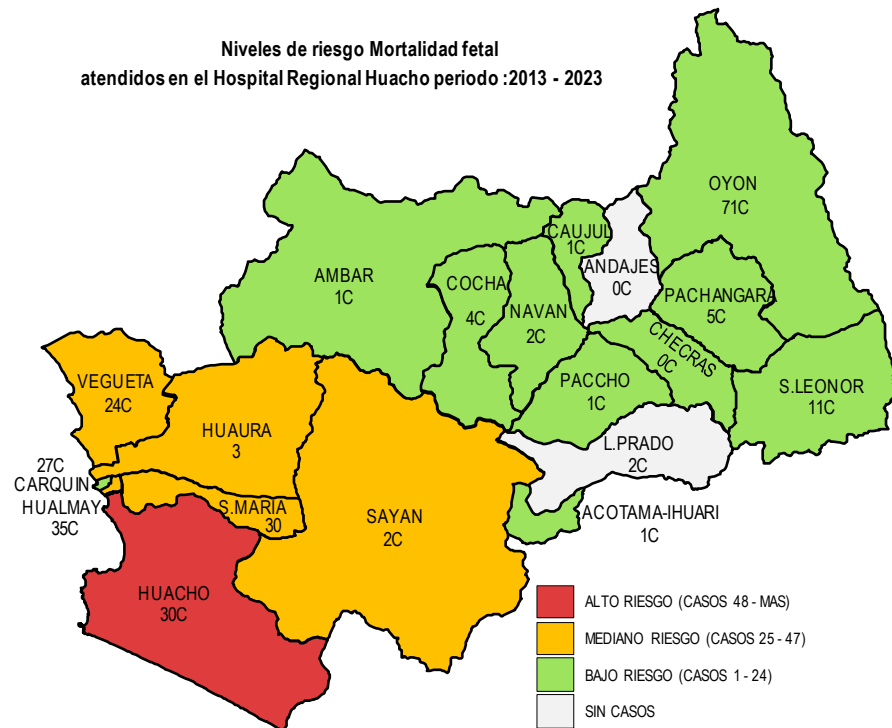 Niveles de riesgo Mortalidad fetal
atendidos en el Hospital Regional Huacho periodo :2013 - 2023
OYON
71C
CAUJUL
1C
ANDAJES
0C
AMBAR
1C
COCHA
4C
NAVAN
2C
PACHANGARA
5C
CHECRAS
0C
VEGUETA
24C
PACCHO
1C
S.LEONOR
11C
HUAURA
3
L.PRADO
2C
27C
CARQUIN
HUALMAY
35C
S.MARIA
30
SAYAN
2C
ACOTAMA-IHUARI
1C
HUACHO
30C
ALTO RIESGO (CASOS 48 - MAS)
MEDIANO RIESGO (CASOS 25 - 47)
BAJO RIESGO (CASOS 1 - 24)
SIN CASOS